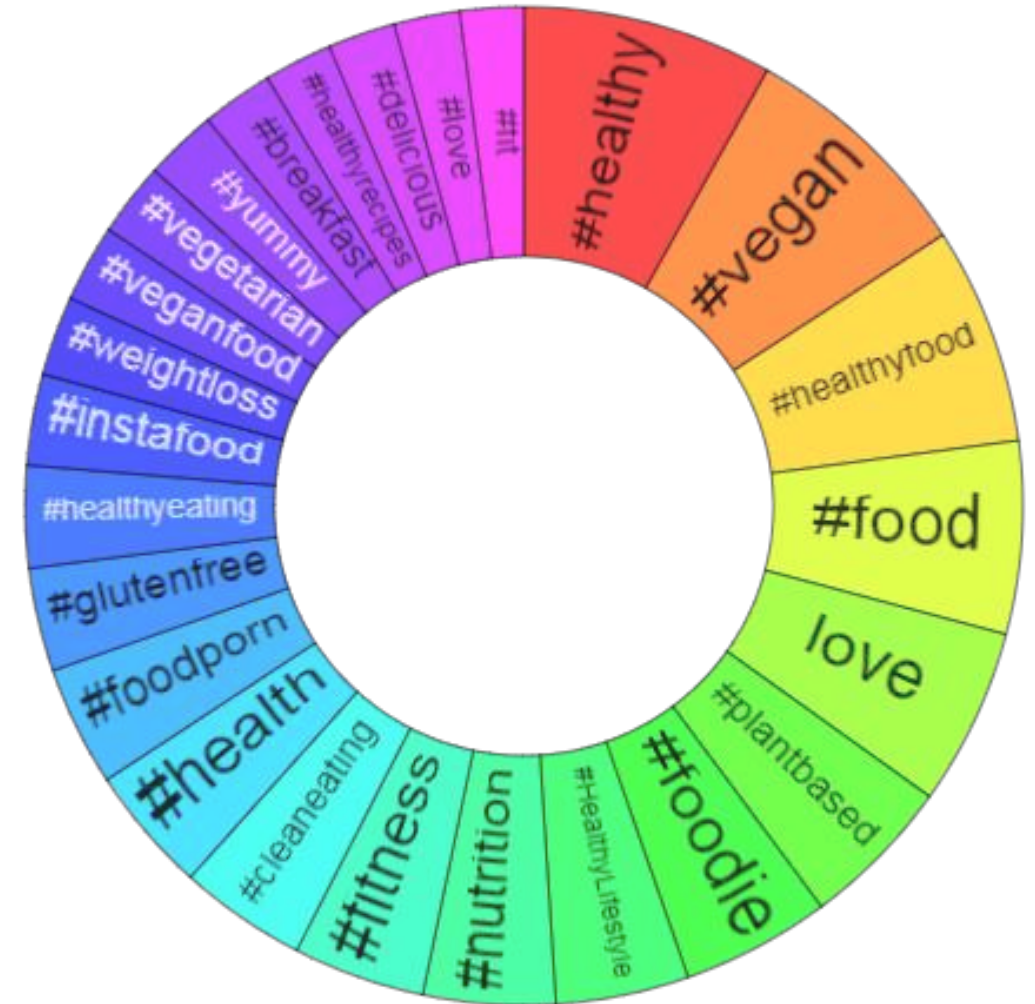 #healthy
#vegan
#healthyfood
#food
love
#plantbased
#foodie
#HealthyLifestyle
#nutrition
#fitness
#cleaneating
#health
#foodporn
#glutenfree
#healthyeating
#instafood
#weightloss
#veganfood
#vegetarian
#yummy
#breakfast
#healthyrecipes
#delicious
#love
#fit